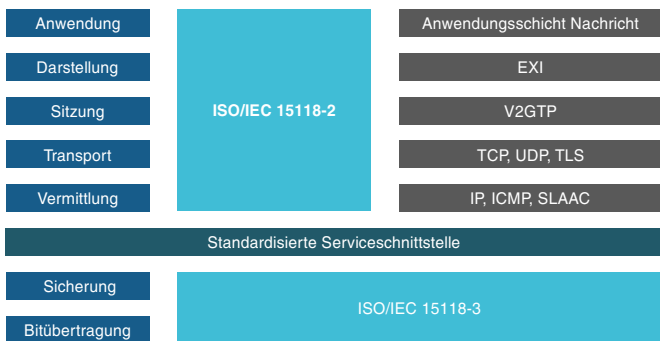 Anwendung
Anwendungsschicht Nachricht
Darstellung
EXI
Sitzung
ISO/IEC 15118-2
V2GTP
Transport
TCP, UDP, TLS
Vermittlung
IP, ICMP, SLAAC
Standardisierte Serviceschnittstelle
Sicherung
ISO/IEC 15118-3
Bitübertragung